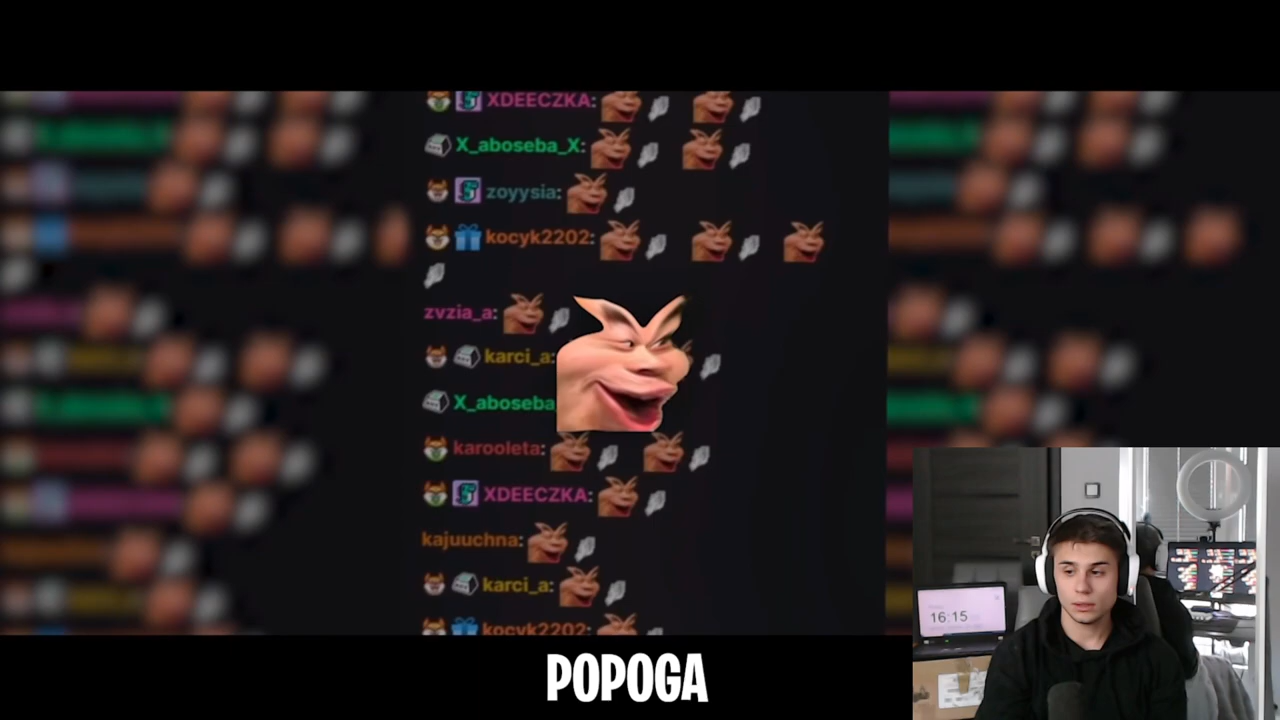 XDEECZKA:
X_aboseba_X:
zoyysia:
kocyk2202:
zvzia_a:
karci_a:
X_aboseba
karooleta:
XDEECZKA:
kajuuchna:
karci_a:
kocyk2202:
16:15
POPOGA